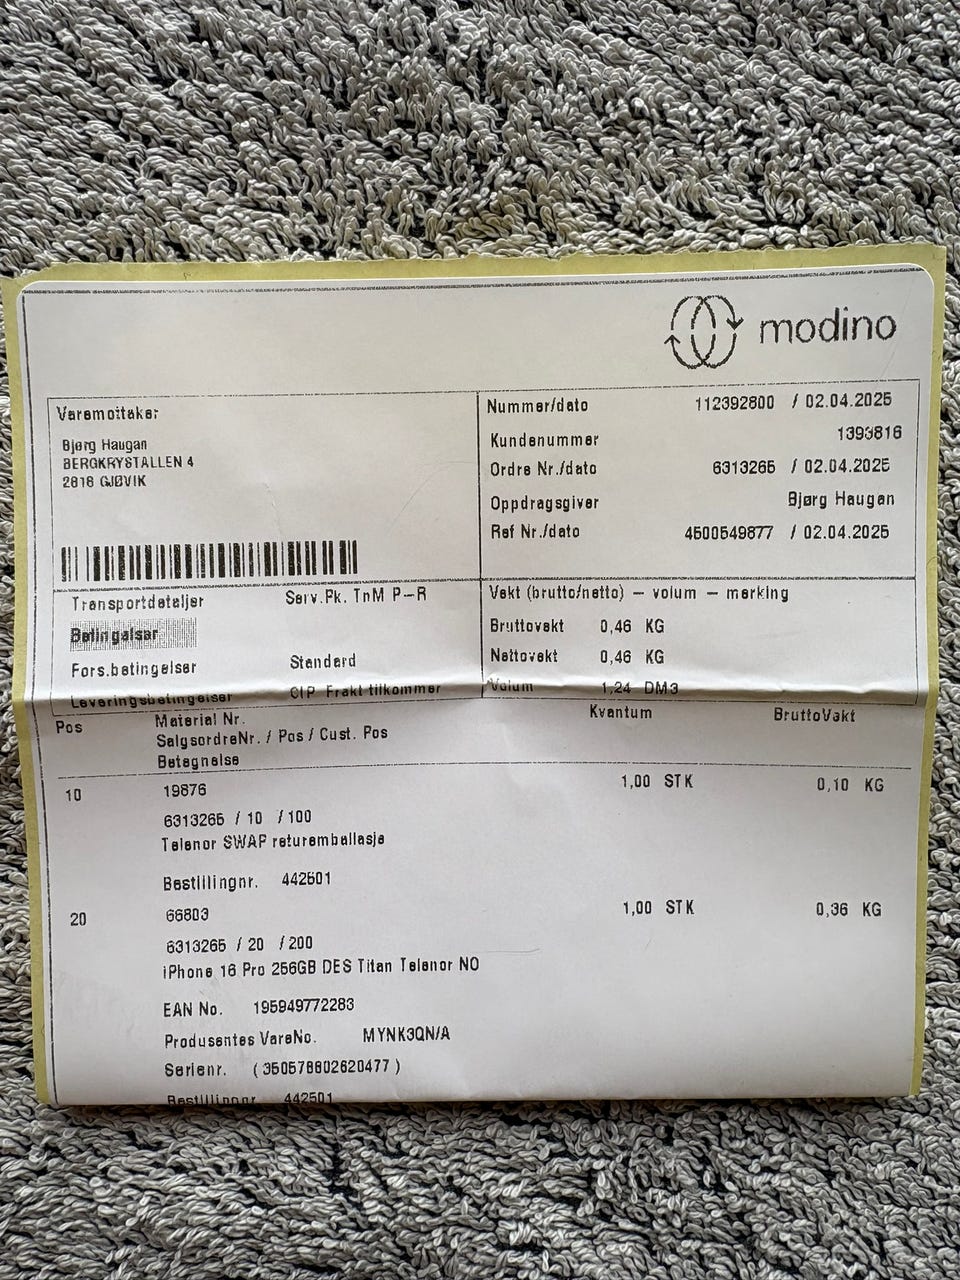 modino
Varemottaker
Bjørg Haugan
BERGKRYSTALLEN 4
2818 GJØVIK
Nummer/dato 112392800 / 02.04.2025
Kundenummer 1393816
Ordre Nr./dato 6313265 / 02.04.2025
Oppdragsgiver Bjørg Haugan
Ref Nr./dato 4500549877 / 02.04.2025
Transportdetaljer Serv.Pk. TnM P-R
Betingelser
Fors.betingelser Standard
Leveringsbetingelser CIP Frakt tilkommer
Vekt (brutto/netto) - volum - merking
Bruttovekt 0,46 KG
Nettovekt 0,46 KG
Volum 1,24 DM3
Pos Material Nr. Kvantum BruttoVekt
SalgsordreNr. / Pos / Cust. Pos
Betegnelse
10 19876 1,00 STK 0,10 KG
6313265 / 10 / 100
Telenor SWAP returemballasje
Bestillingnr. 442501
20 66803 1,00 STK 0,36 KG
6313265 / 20 / 200
iPhone 16 Pro 256GB DES Titan Telenor NO
EAN No. 195949772283
Produsentes VareNo. MYNK3QN/A
Serienr. ( 350578802620477 )
Bestillingnr. 442501